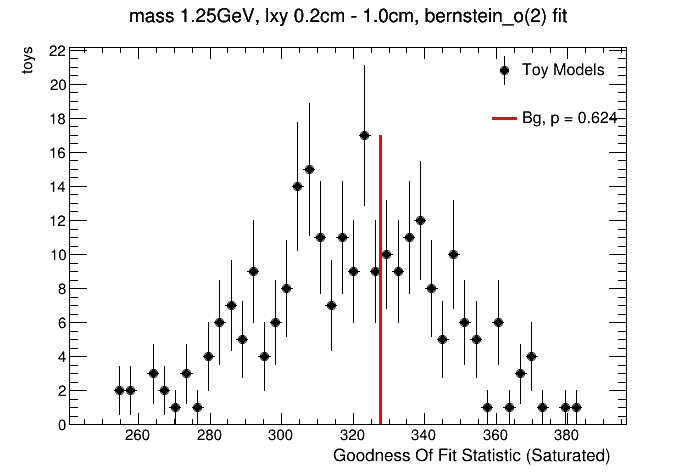 mass 1.25GeV, lxy 0.2cm - 1.0cm, bernstein_o(2) fit
toys
22
20
18
16
14
12
10
8
6
4
2
0
Toy Models
Bg, p = 0.624
260 280 300 320 340 360 380
Goodness Of Fit Statistic (Saturated)